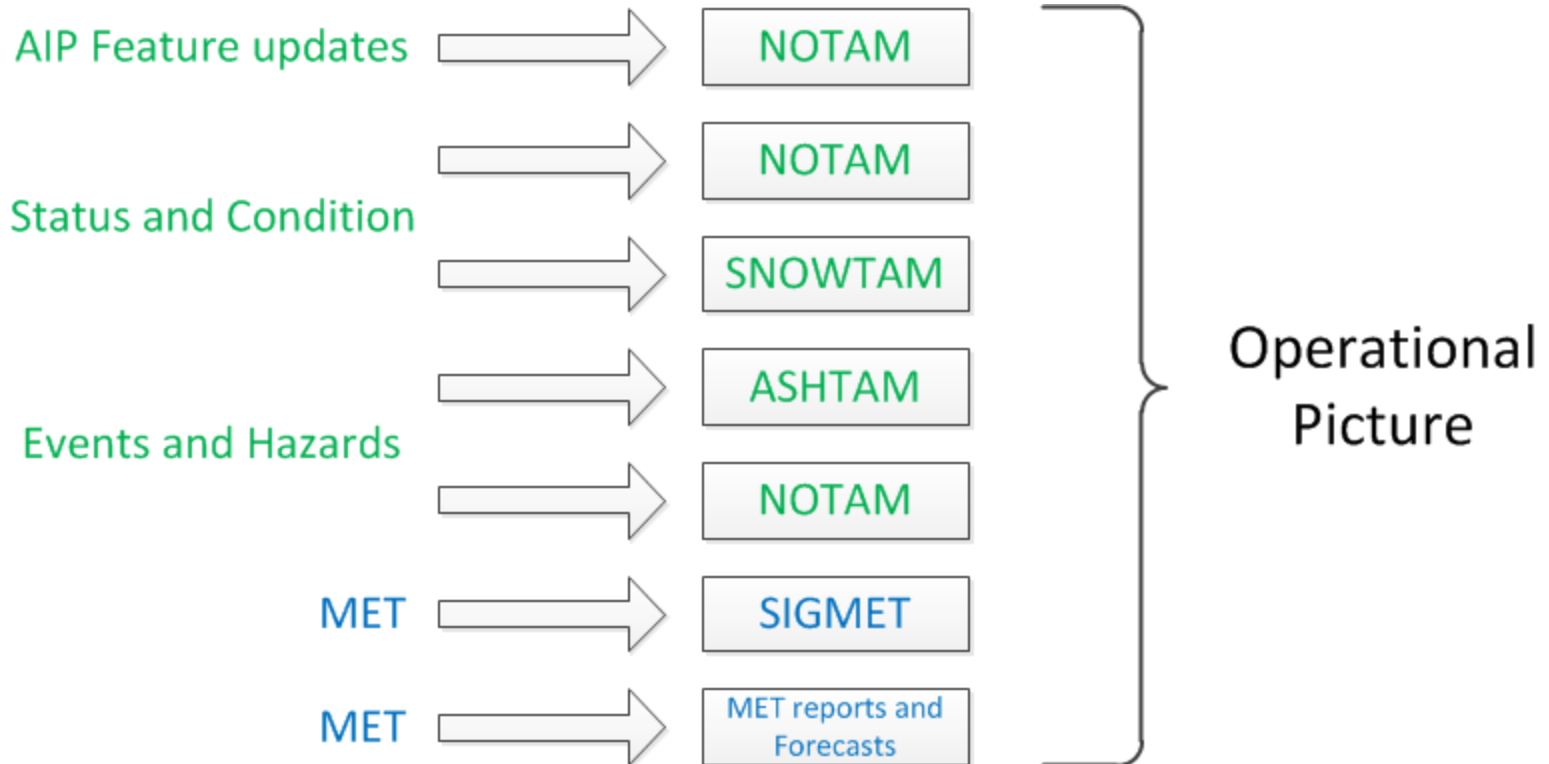 AIP Feature updates
NOTAM
NOTAM
Status and Condition
SNOWTAM
ASHTAM
Events and Hazards
NOTAM
MET
SIGMET
MET
MET reports and
Forecasts
Operational
Picture